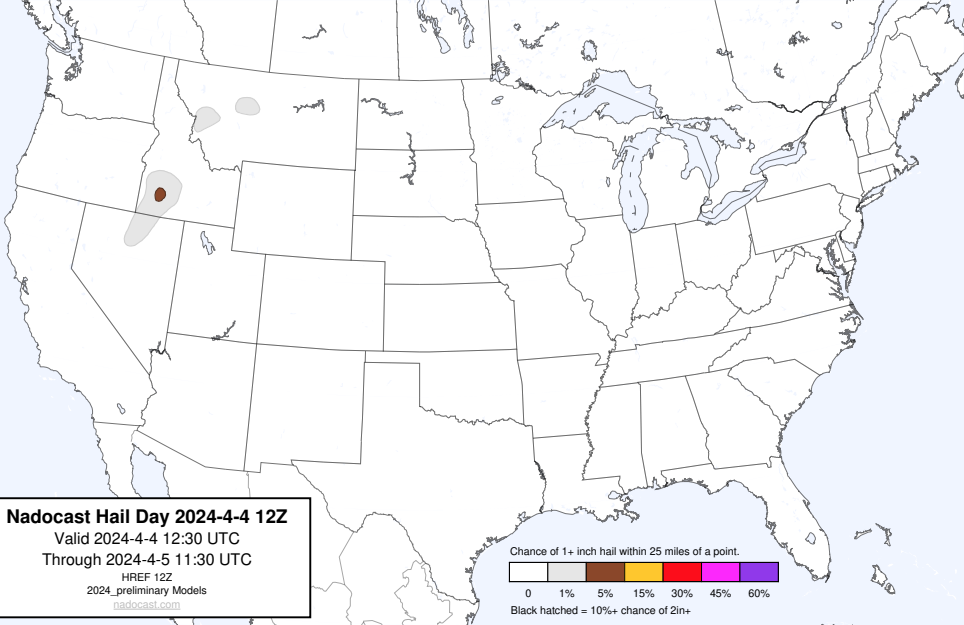 Nadocast Hail Day 2024-4-4 12Z
Valid 2024-4-4 12:30 UTC
Through 2024-4-5 11:30 UTC
HREF 12Z
2024_preliminary Models
nadocast.com
Chance of 1+ inch hail within 25 miles of a point.
0 1% 5% 15% 30% 45% 60%
Black hatched = 10%+ chance of 2in+